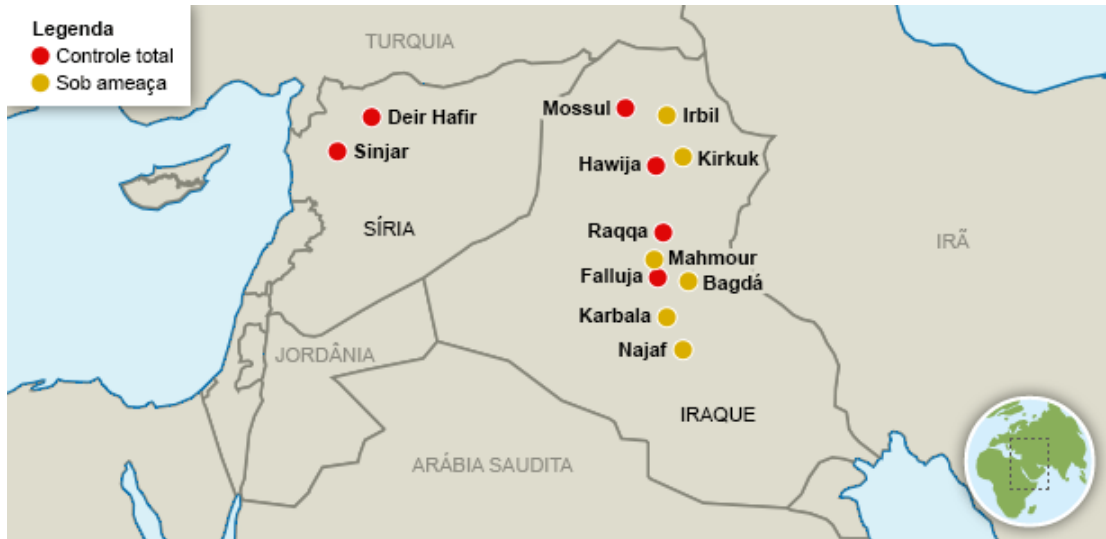 Legenda
Controle total
Sob ameaça
TURQUIA
Deir Hafir
Sinjar
SÍRIA
Mossul
Irbil
Kirkuk
Hawija
Raqqa
Mahmour
Falluja
Bagdá
Karbala
Najaf
IRÃ
JORDÂNIA
IRAQUE
ARÁBIA SAUDITA